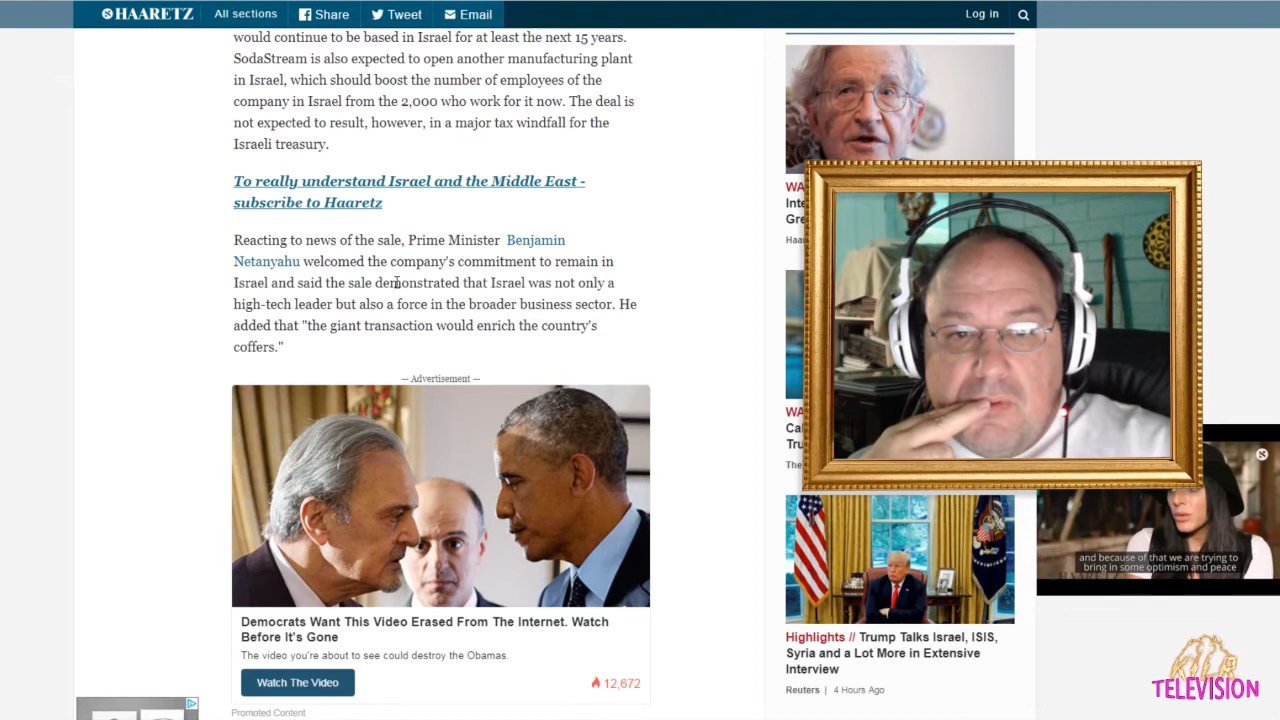 HAARETZ
All sections
Share
Tweet
Email
Log in
would continue to be based in Israel for at least the next 15 years.
SodaStream is also expected to open another manufacturing plant
in Israel, which should boost the number of employees of the
company in Israel from the 2,000 who work for it now. The deal is
not expected to result, however, in a major tax windfall for the
Israeli treasury.
To really understand Israel and the Middle East -
subscribe to Haaretz
Reacting to news of the sale, Prime Minister Benjamin
Netanyahu welcomed the company's commitment to remain in
Israel and said the sale demonstrated that Israel was not only a
high-tech leader but also a force in the broader business sector. He
added that "the giant transaction would enrich the country's
coffers."
— Advertisement —
Democrats Want This Video Erased From The Internet. Watch
Before It's Gone
The video you're about to see could destroy the Obamas.
Watch The Video
12,672
Promoted Content
WA
Inte
Gre
Haa
WA
Cal
Tru
The
Highlights // Trump Talks Israel, ISIS,
Syria and a Lot More in Extensive
Interview
Reuters | 4 Hours Ago
and because of that we are trying to
bring in some optimism and peace
KILR
TELEVISION